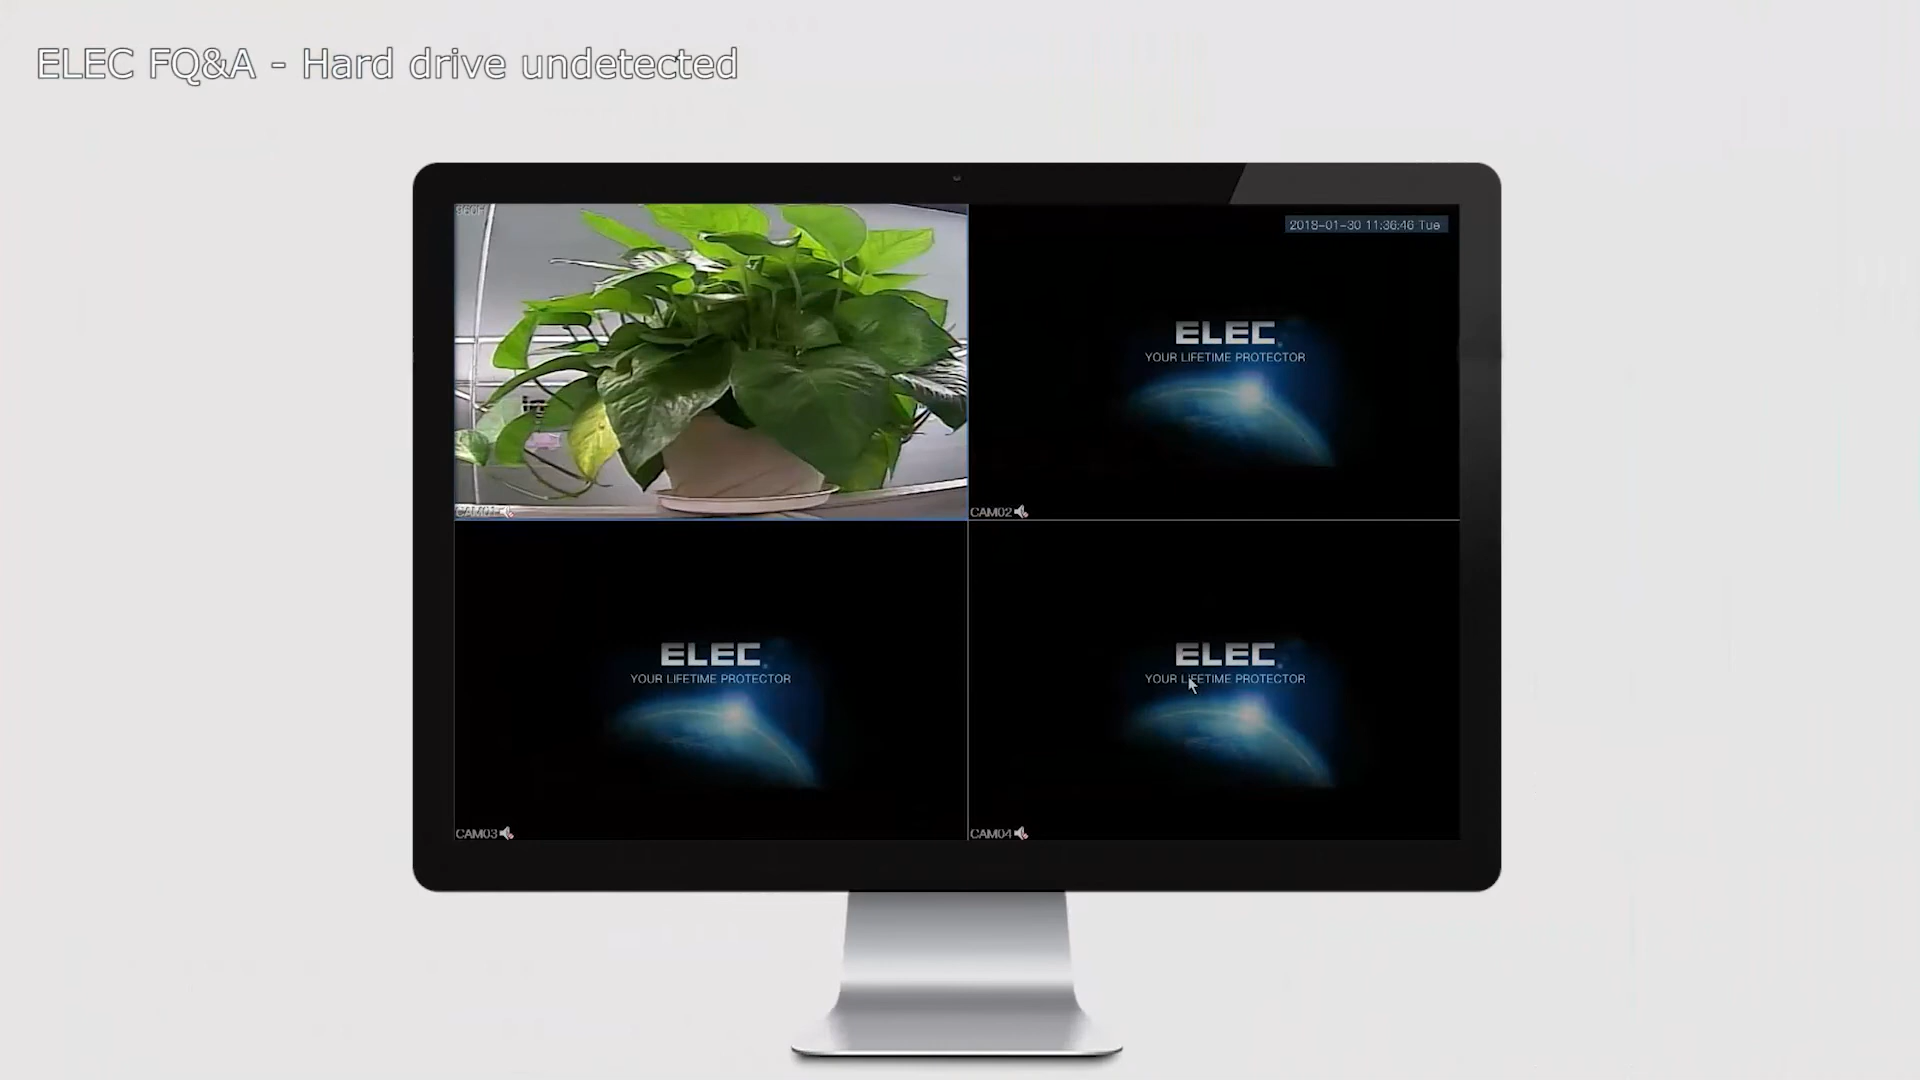 ELEC FQ&A - Hard drive undetected
2018-01-30 11:36:46 Tue
ELEC
YOUR LIFETIME PROTECTOR
CAM01
CAM02
ELEC
YOUR LIFETIME PROTECTOR
ELEC
YOUR LIFETIME PROTECTOR
CAM03
CAM04